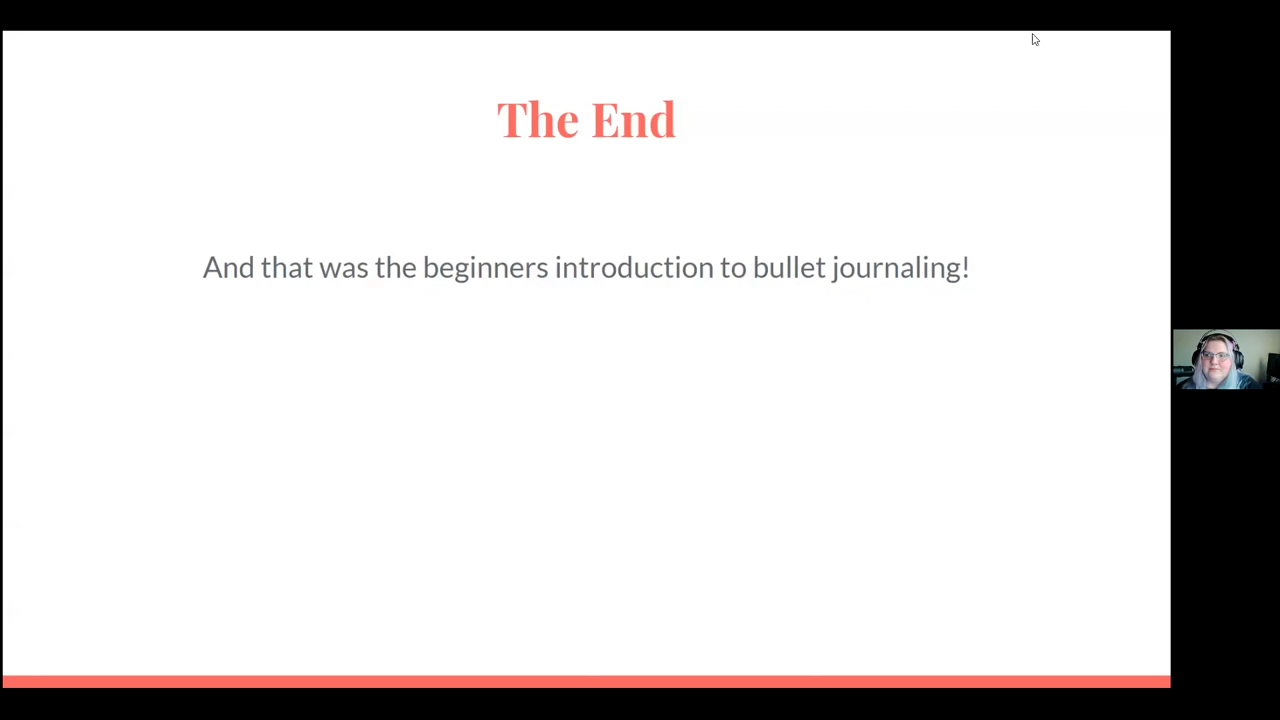 The End
And that was the beginners introduction to bullet journaling!